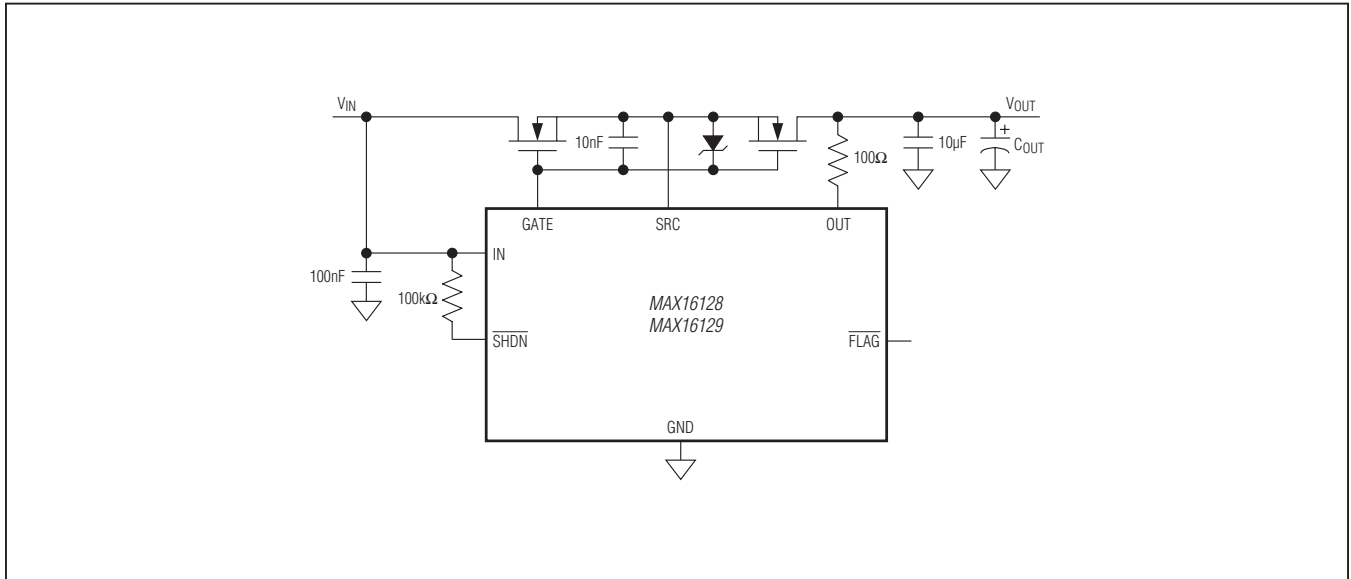 VIN
VOUT
10nF
100Ω
10µF
+
COUT
GATE
SRC
OUT
IN
100nF
100kΩ
MAX16128
MAX16129
SHDN
FLAG
GND